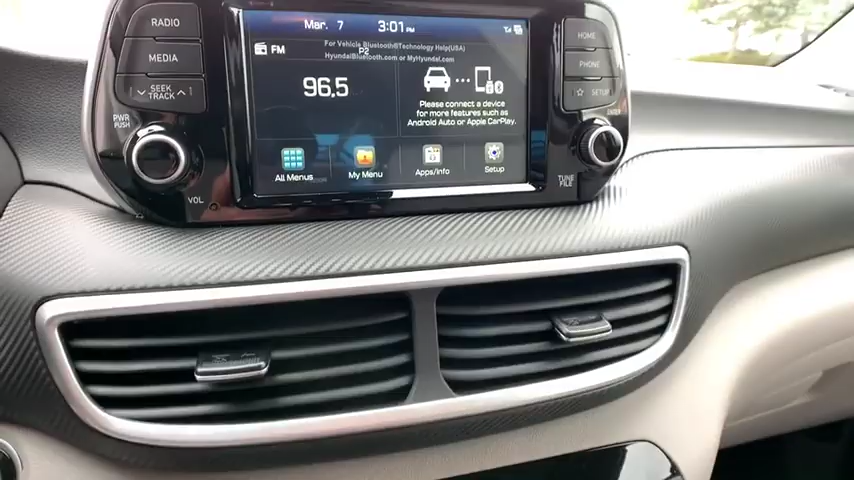 RADIO
MEDIA
SEEK
TRACK
PWR
PUSH
VOL
Mar. 7 3:01 PM
FM
P2
96.5
For Vehicle Bluetooth®Technology Help(USA)
HyundaiBluetooth.com or MyHyundai.com
Please connect a device
for more features such as
Android Auto or Apple CarPlay.
All Menus
My Menu
Apps/info
Setup
HOME
PHONE
SETUP
ENTER
TUNE
FILE